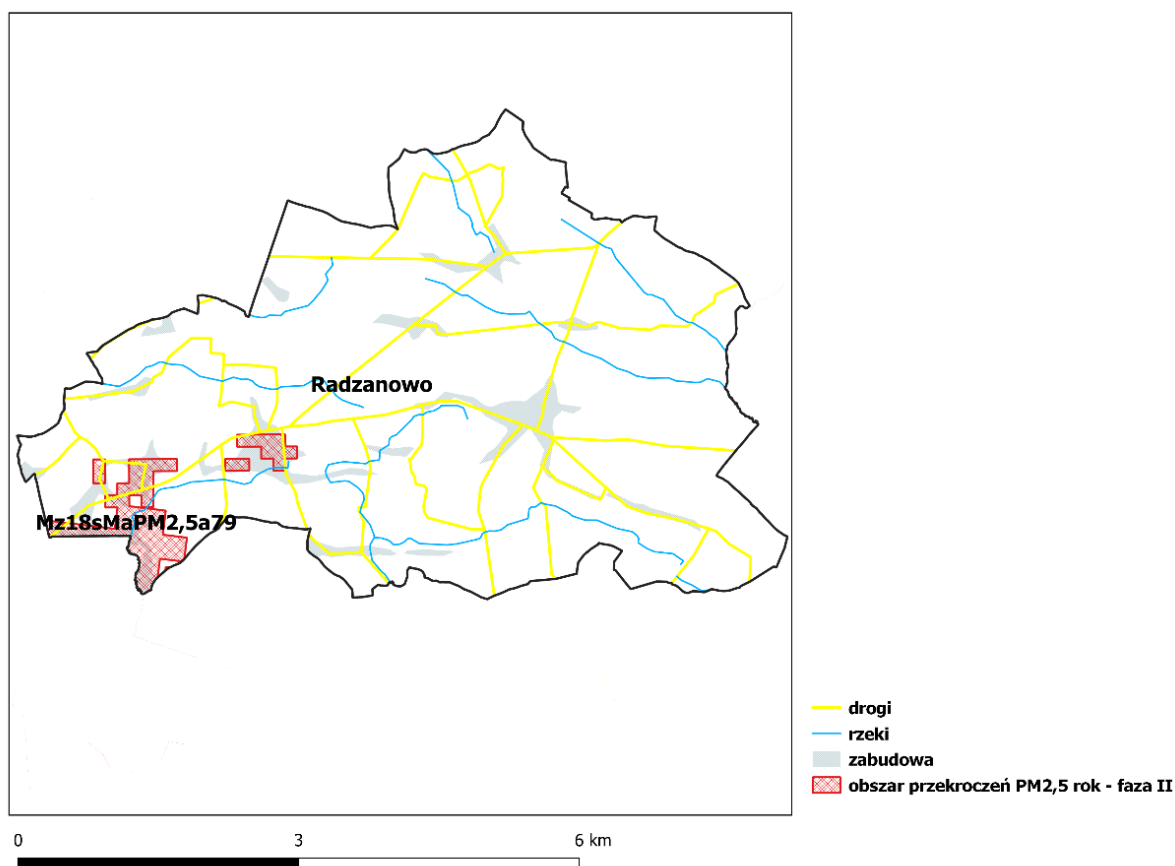 Radzanowo
Mz18sMaPM2,5a79
drogi
rzeki
zabudowa
obszar przekroczeń PM2,5 rok - faza II
0 3 6 km